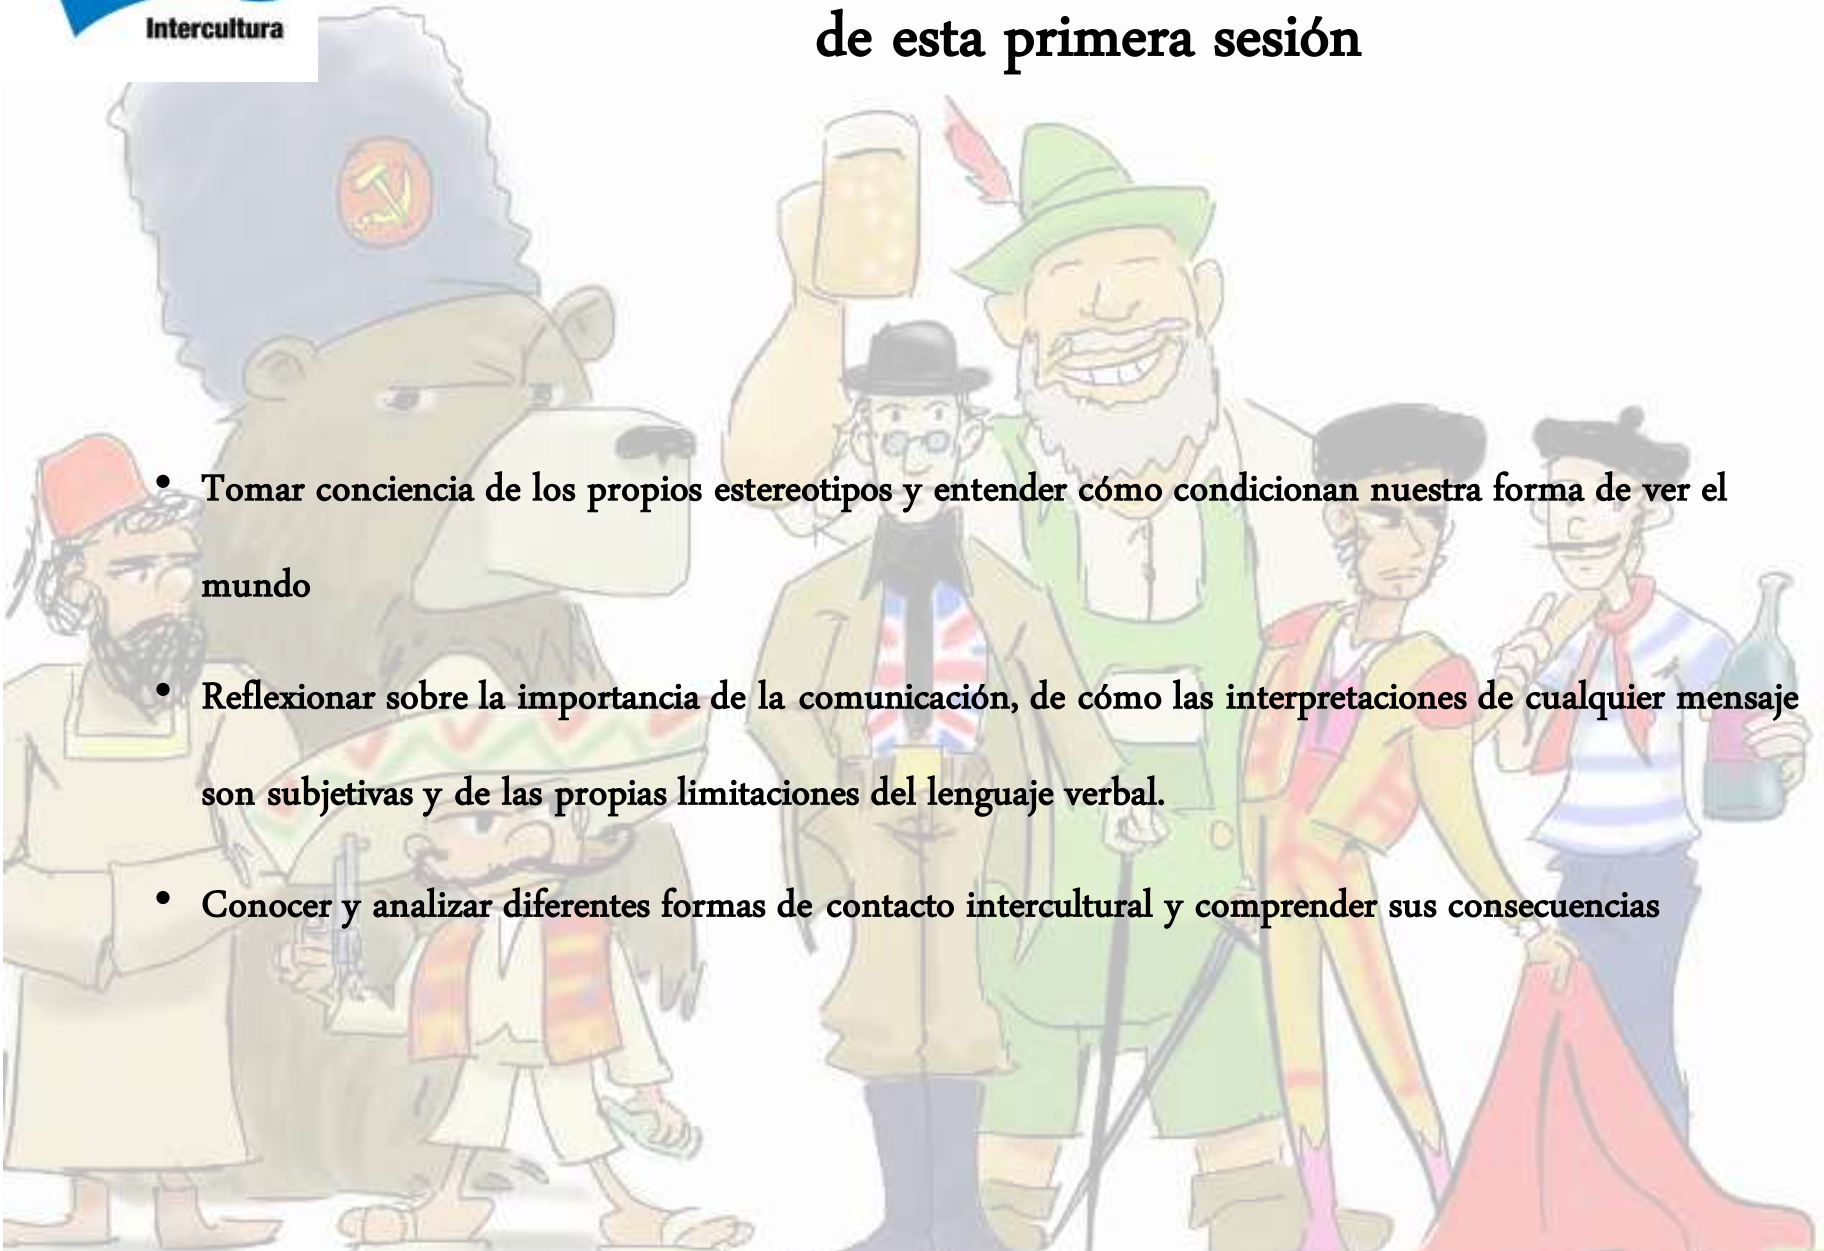 Intercultura
de esta primera sesión
• Tomar conciencia de los propios estereotipos y entender cómo condicionan nuestra forma de ver el
mundo
• Reflexionar sobre la importancia de la comunicación, de cómo las interpretaciones de cualquier mensaje
son subjetivas y de las propias limitaciones del lenguaje verbal.
• Conocer y analizar diferentes formas de contacto intercultural y comprender sus consecuencias